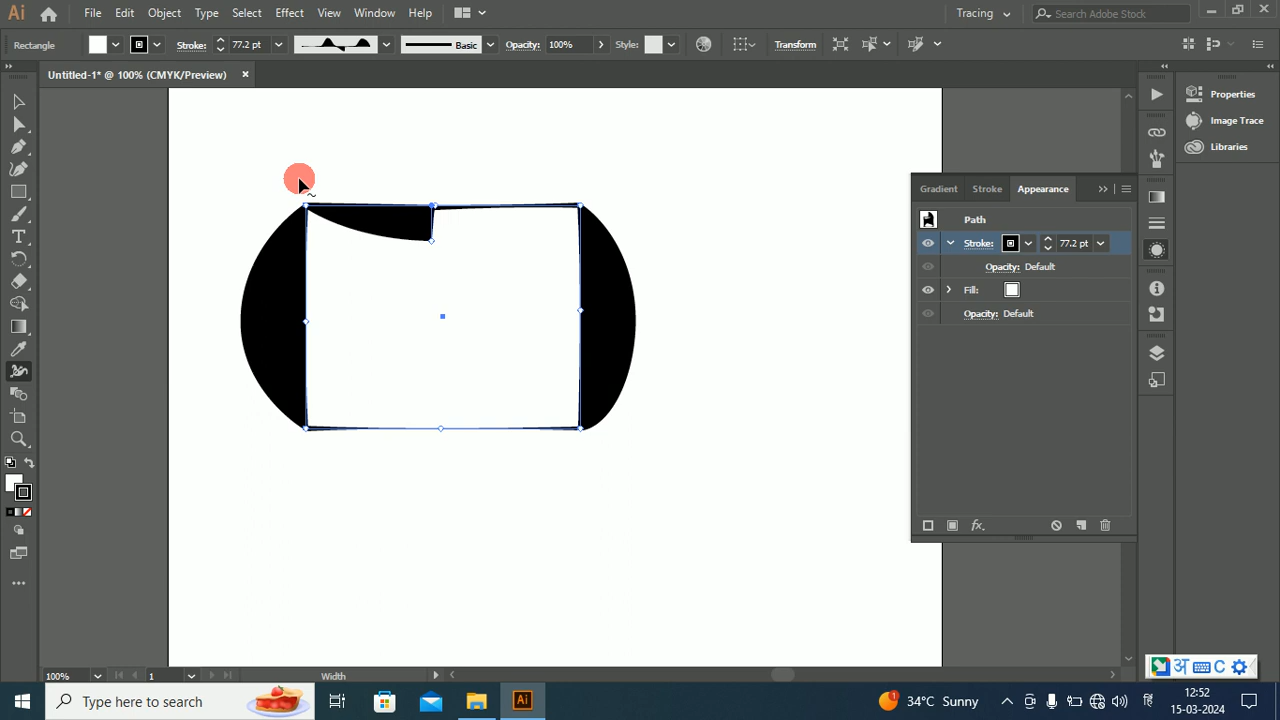 Ai File Edit Object Type Select Effect View Window Help Tracing Search Adobe Stock
Rectangle Stroke: 77.2 pt Basic Opacity: 100% Style: Transform
Untitled-1* @ 100% (CMYK/Preview) ×
Properties
Image Trace
Libraries
Gradient Stroke Appearance
Path
Stroke: 77.2 pt
Opacity: Default
Fill:
Opacity: Default
fx.
100% 1 Width
अ C
Type here to search Ai 1 34°C Sunny 12:52
15-03-2024